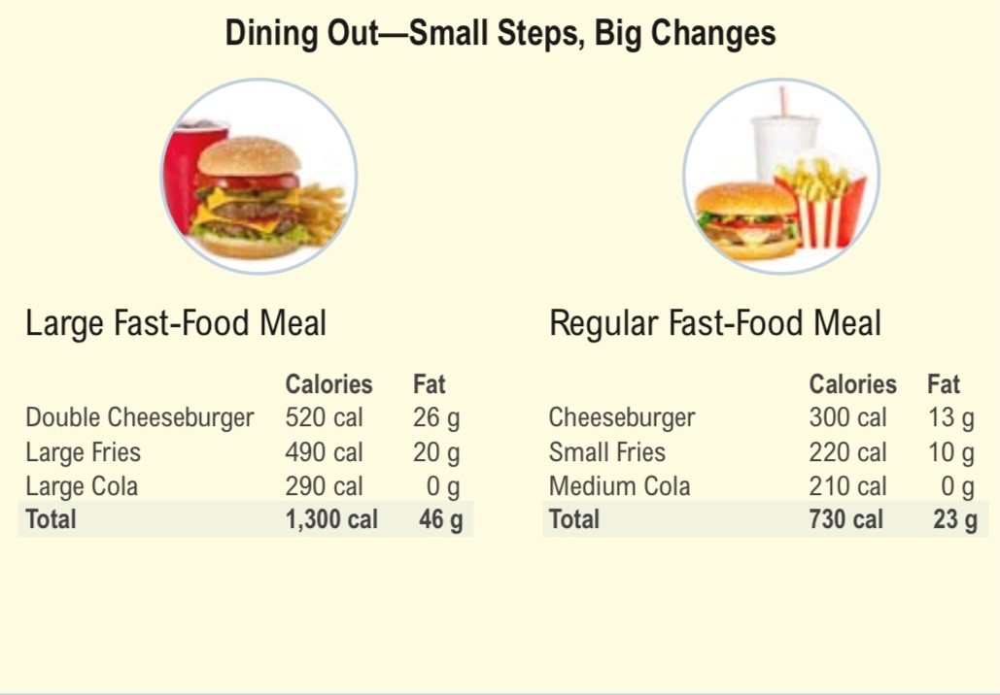 Dining Out—Small Steps, Big Changes
Large Fast-Food Meal
Calories Fat
Double Cheeseburger 520 cal 26 g
Large Fries 490 cal 20 g
Large Cola 290 cal 0 g
Total 1,300 cal 46 g
Regular Fast-Food Meal
Calories Fat
Cheeseburger 300 cal 13 g
Small Fries 220 cal 10 g
Medium Cola 210 cal 0 g
Total 730 cal 23 g